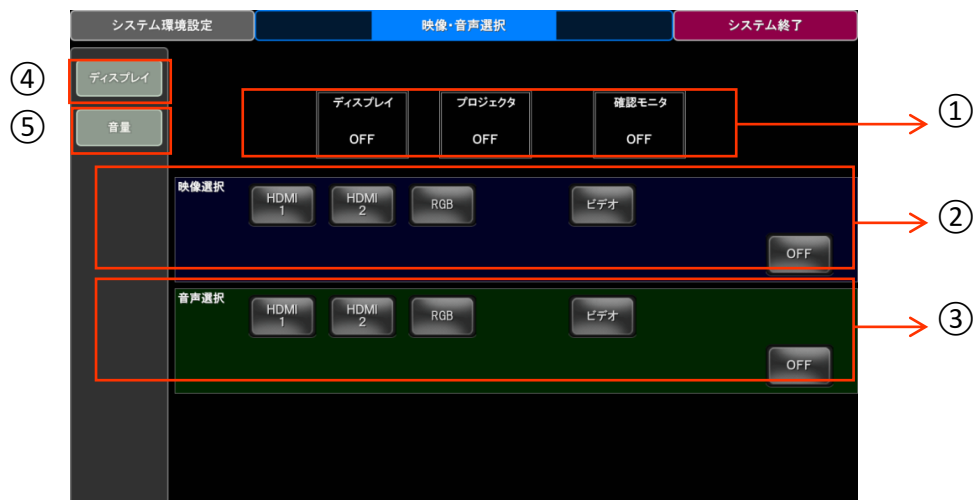 システム環境設定
映像・音声選択
システム終了
④
ディスプレイ
⑤
音量
ディスプレイ
OFF
プロジェクタ
OFF
確認モニタ
OFF
①
映像選択
HDMI
1
HDMI
2
RGB
ビデオ
OFF
②
音声選択
HDMI
1
HDMI
2
RGB
ビデオ
OFF
③